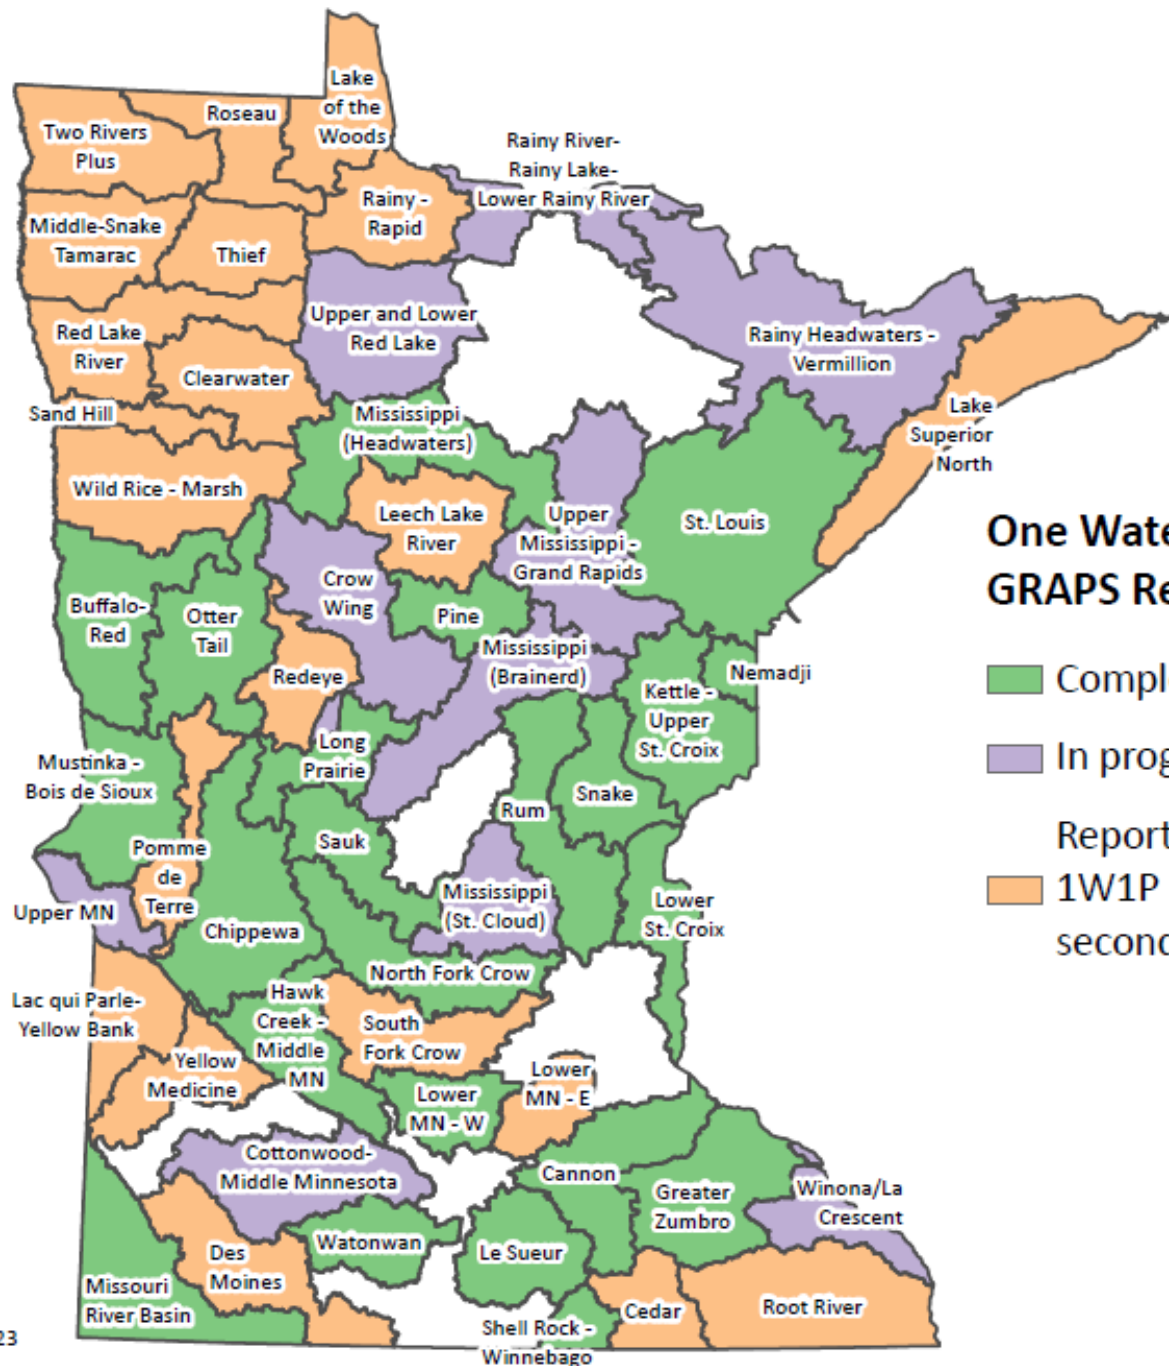 Lake
of the
Woods
Roseau
Two Rivers
Plus
Rainy River-
Rainy Lake-
Lower Rainy River
Rainy -
Rapid
Middle-Snake
Tamarac
Thief
Upper and Lower
Red Lake
Red Lake
River
Rainy Headwaters -
Vermillion
Clearwater
Sand Hill
Mississippi
(Headwaters)
Lake
Superior
North
Wild Rice - Marsh
Leech Lake
River
Upper
Mississippi -
Grand Rapids
St. Louis
One Wate
GRAPS Re
Crow
Wing
Buffalo-
Red
Otter
Tail
Pine
Mississippi
(Brainerd)
Redeye
Nemadji
Kettle -
Upper
St. Croix
Compl
Long
Prairie
In prog
Mustinka -
Bois de Sioux
Rum
Snake
Sauk
Pomme
de
Terre
Report
1W1P
second
Mississippi
(St. Cloud)
Lower
St. Croix
Upper MN
Chippewa
North Fork Crow
Lac qui Parle-
Yellow Bank
Hawk
Creek -
Middle
MN
South
Fork Crow
Yellow
Medicine
Lower
MN - E
Lower
MN - W
Cottonwood-
Middle Minnesota
Cannon
Greater
Zumbro
Winona/La
Crescent
Watonwan
Le Sueur
Des
Moines
Missouri
River Basin
Cedar
Root River
Shell Rock -
Winnebago
23